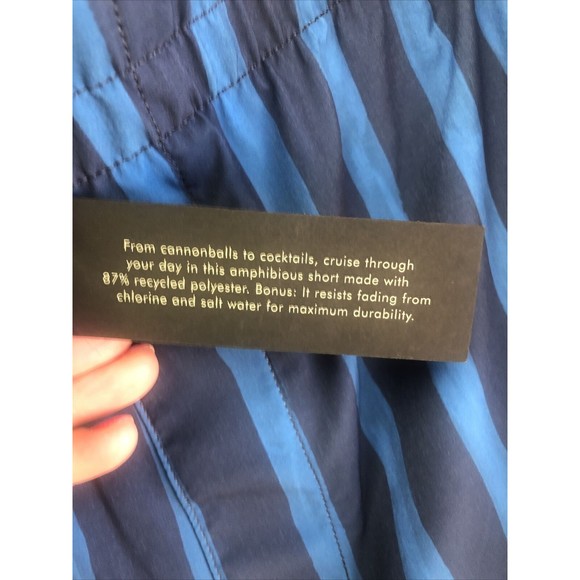 From cannonballs to cocktails, cruise through
your day in this amphibious short made with
87% recycled polyester. Bonus: It resists fading from
chlorine and salt water for maximum durability.